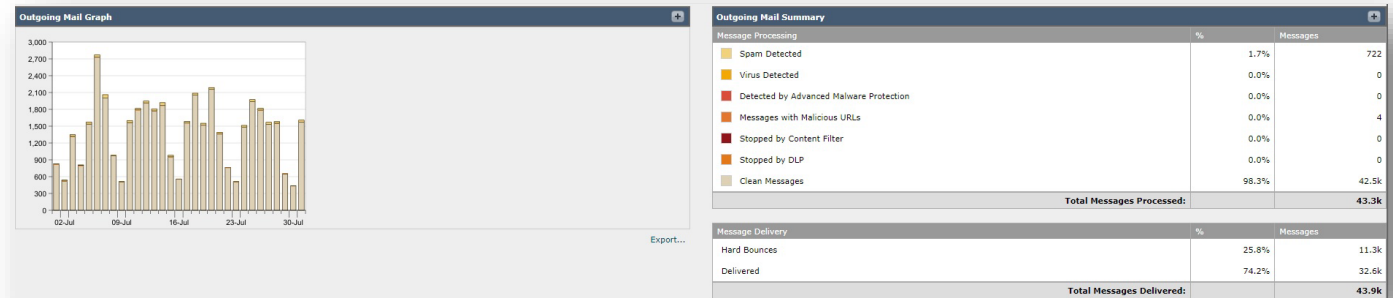 Outgoing Mail Graph
3,000
2,700
2,400
2,100
1,800
1,500
1,200
900
600
300
0
02-Jul 09-Jul 16-Jul 23-Jul 30-Jul
Export...
Outgoing Mail Summary
Message Processing % Messages
Spam Detected 1.7% 722
Virus Detected 0.0% 0
Detected by Advanced Malware Protection 0.0% 0
Messages with Malicious URLs 0.0% 4
Stopped by Content Filter 0.0% 0
Stopped by DLP 0.0% 0
Clean Messages 98.3% 42.5k
Total Messages Processed: 43.3k
Message Delivery % Messages
Hard Bounces 25.8% 11.3k
Delivered 74.2% 32.6k
Total Messages Delivered: 43.9k